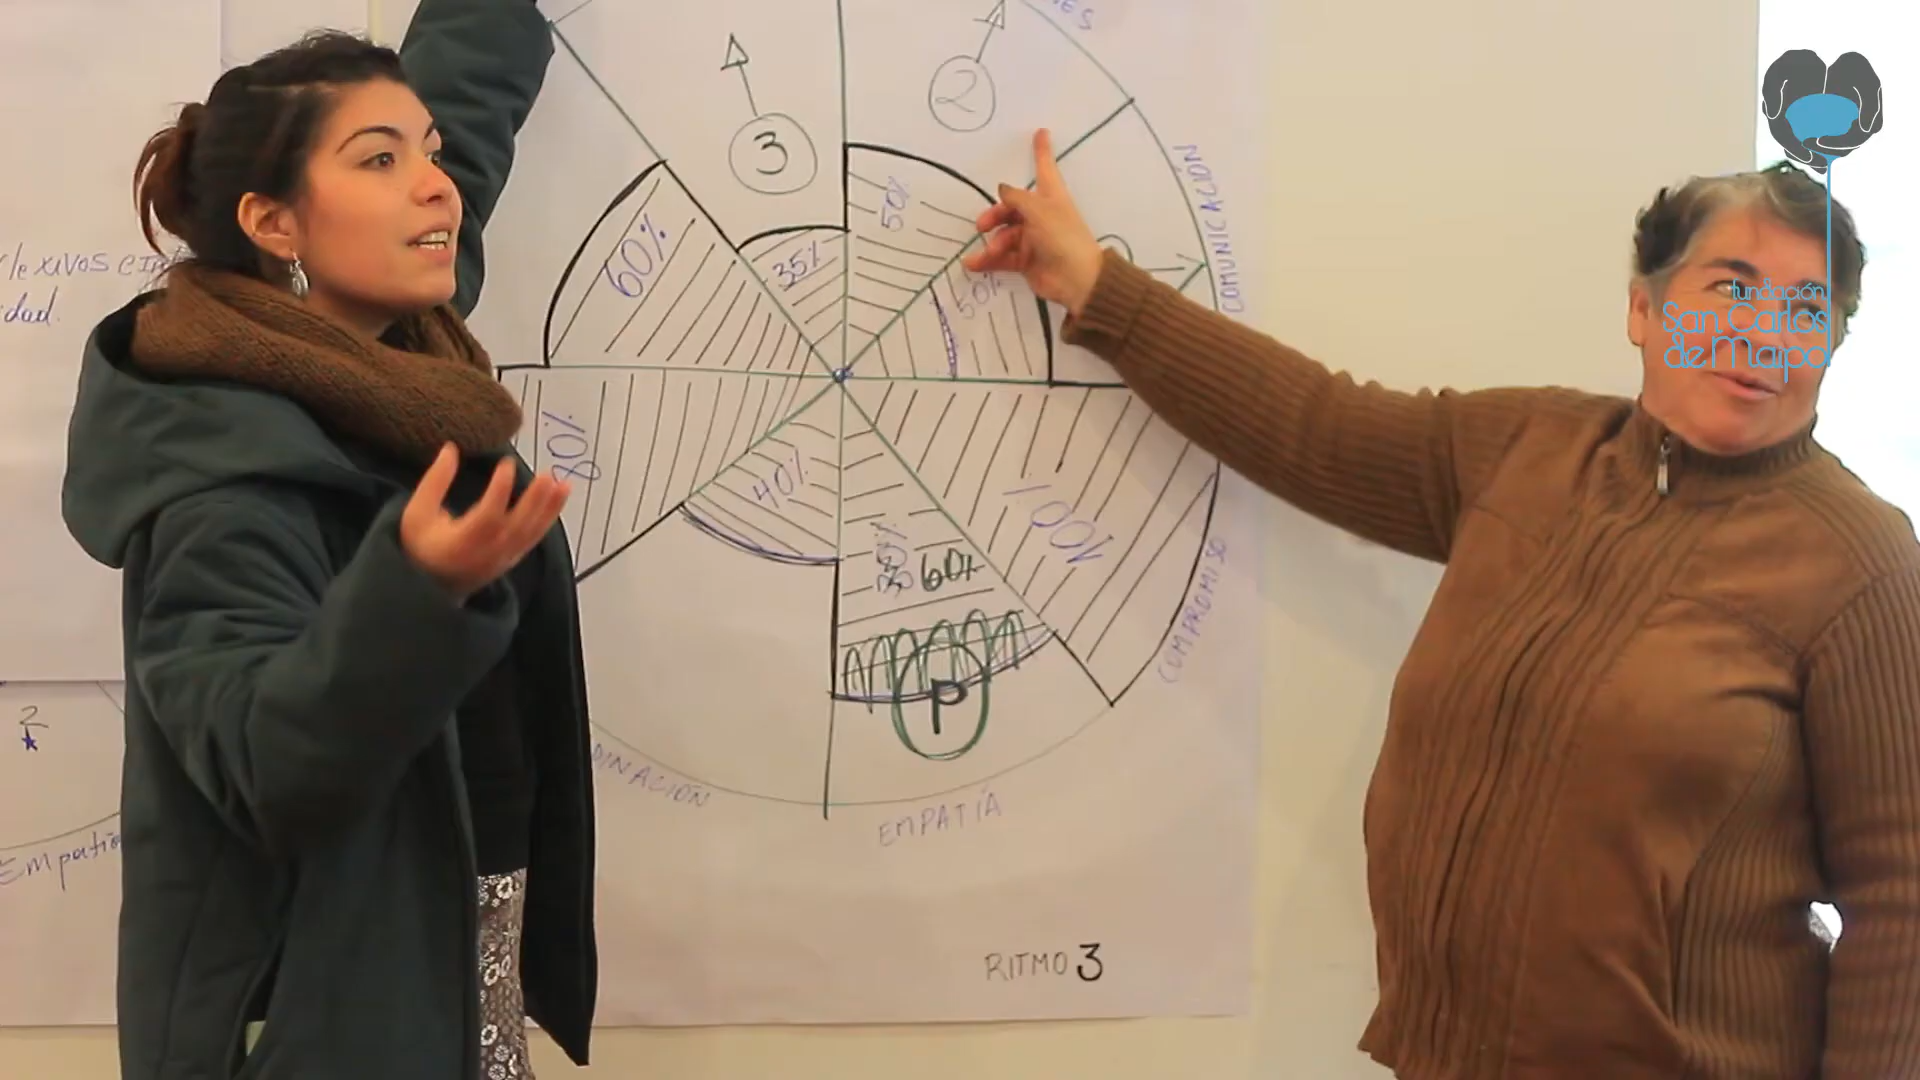 idad.
2
3
2
COMUNICACIÓN
50%
60%
35%
50%
80%
40%
100%
60%
P
COMPROMISO
DINACIÓN
EMPATÍA
Empatía
RITMO 3
fundación
San Carlos
de Maipo